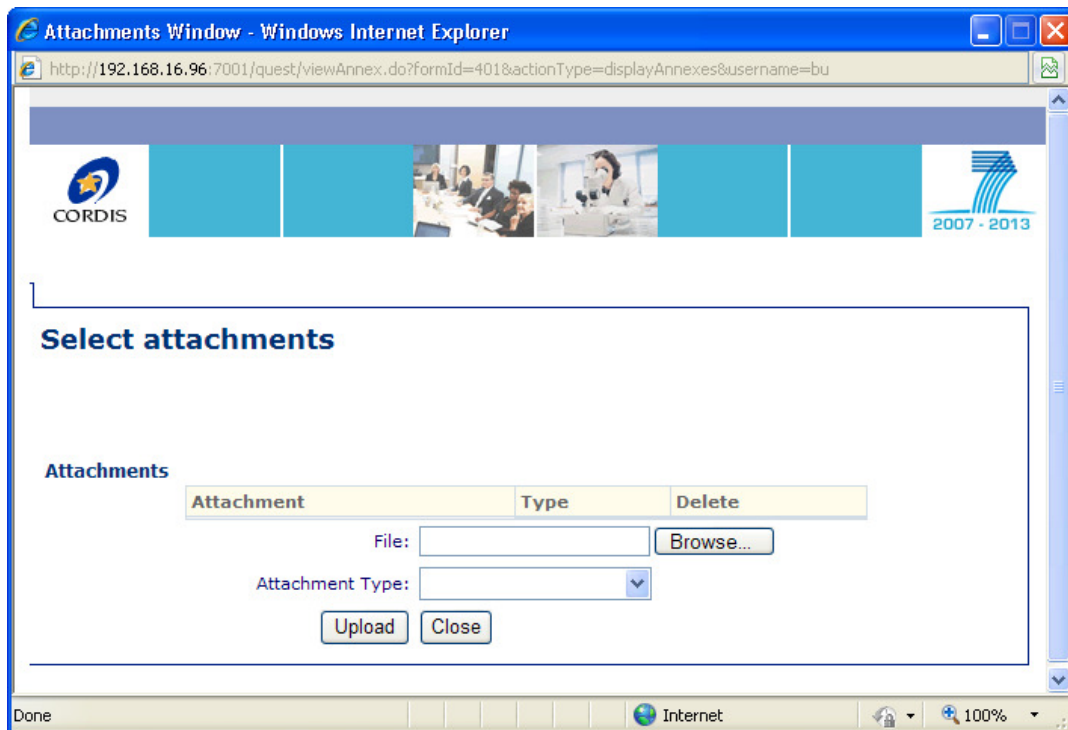 Attachments Window - Windows Internet Explorer
http://192.168.16.96:7001/quest/viewAnnex.do?formId=401&actionType=displayAnnexes&username=bu
CORDIS
7
2007 - 2013
Select attachments
Attachments
Attachment Type Delete
File: Browse...
Attachment Type:
Upload Close
Done Internet 100%